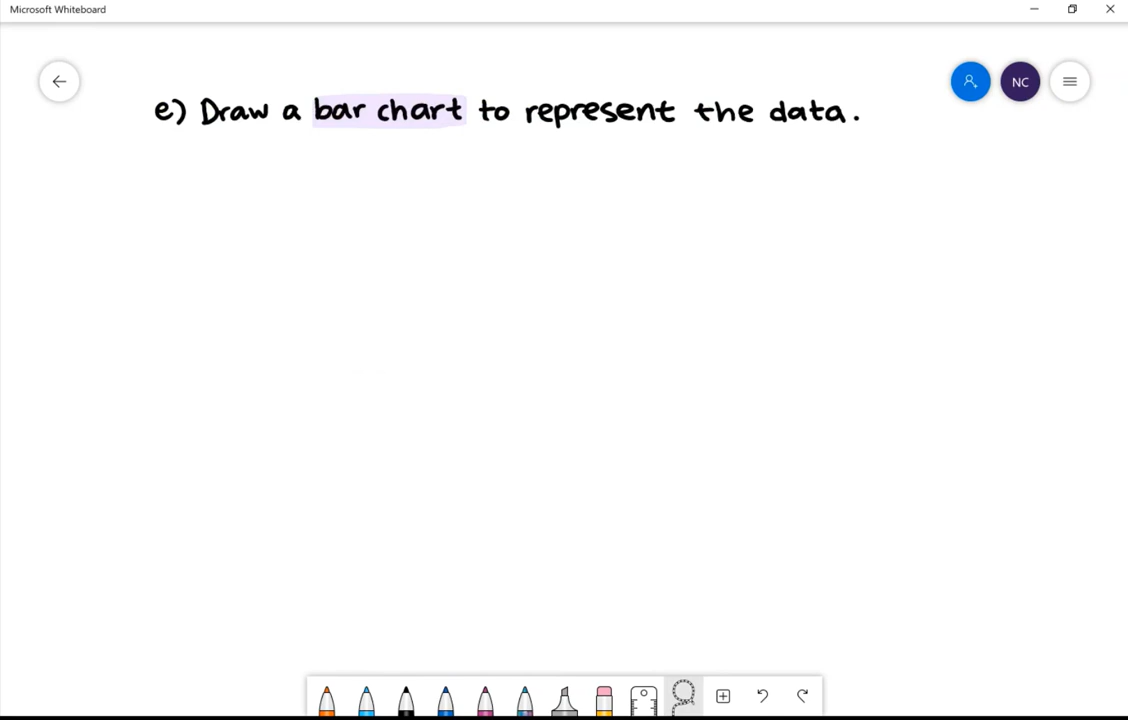 Microsoft Whiteboard
NC
e) Draw a bar chart to represent the data.